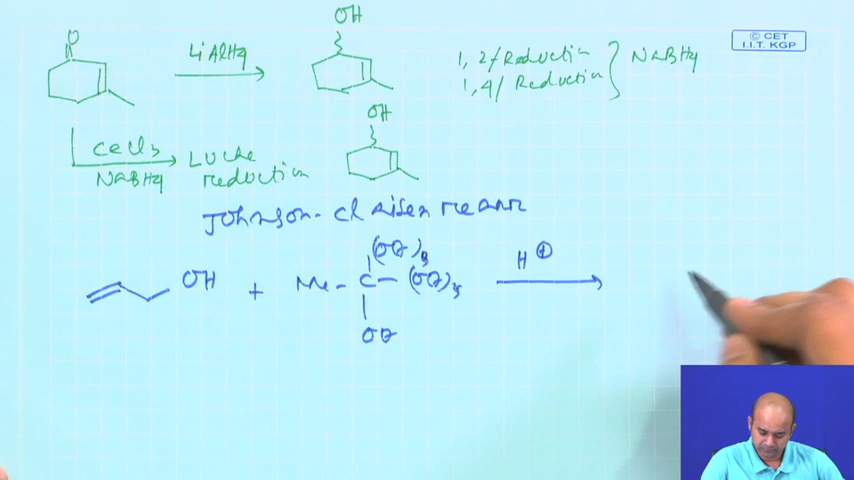 OH
O
LiAlH4
1,2/Reduction
1,4/Reduction
NaBH4
© CET
I.I.T. KGP
OH
CeCl3
NaBH4
Luche
reduction
Johnson-Claisen rearr
OH
+
Me-C-
H⊕